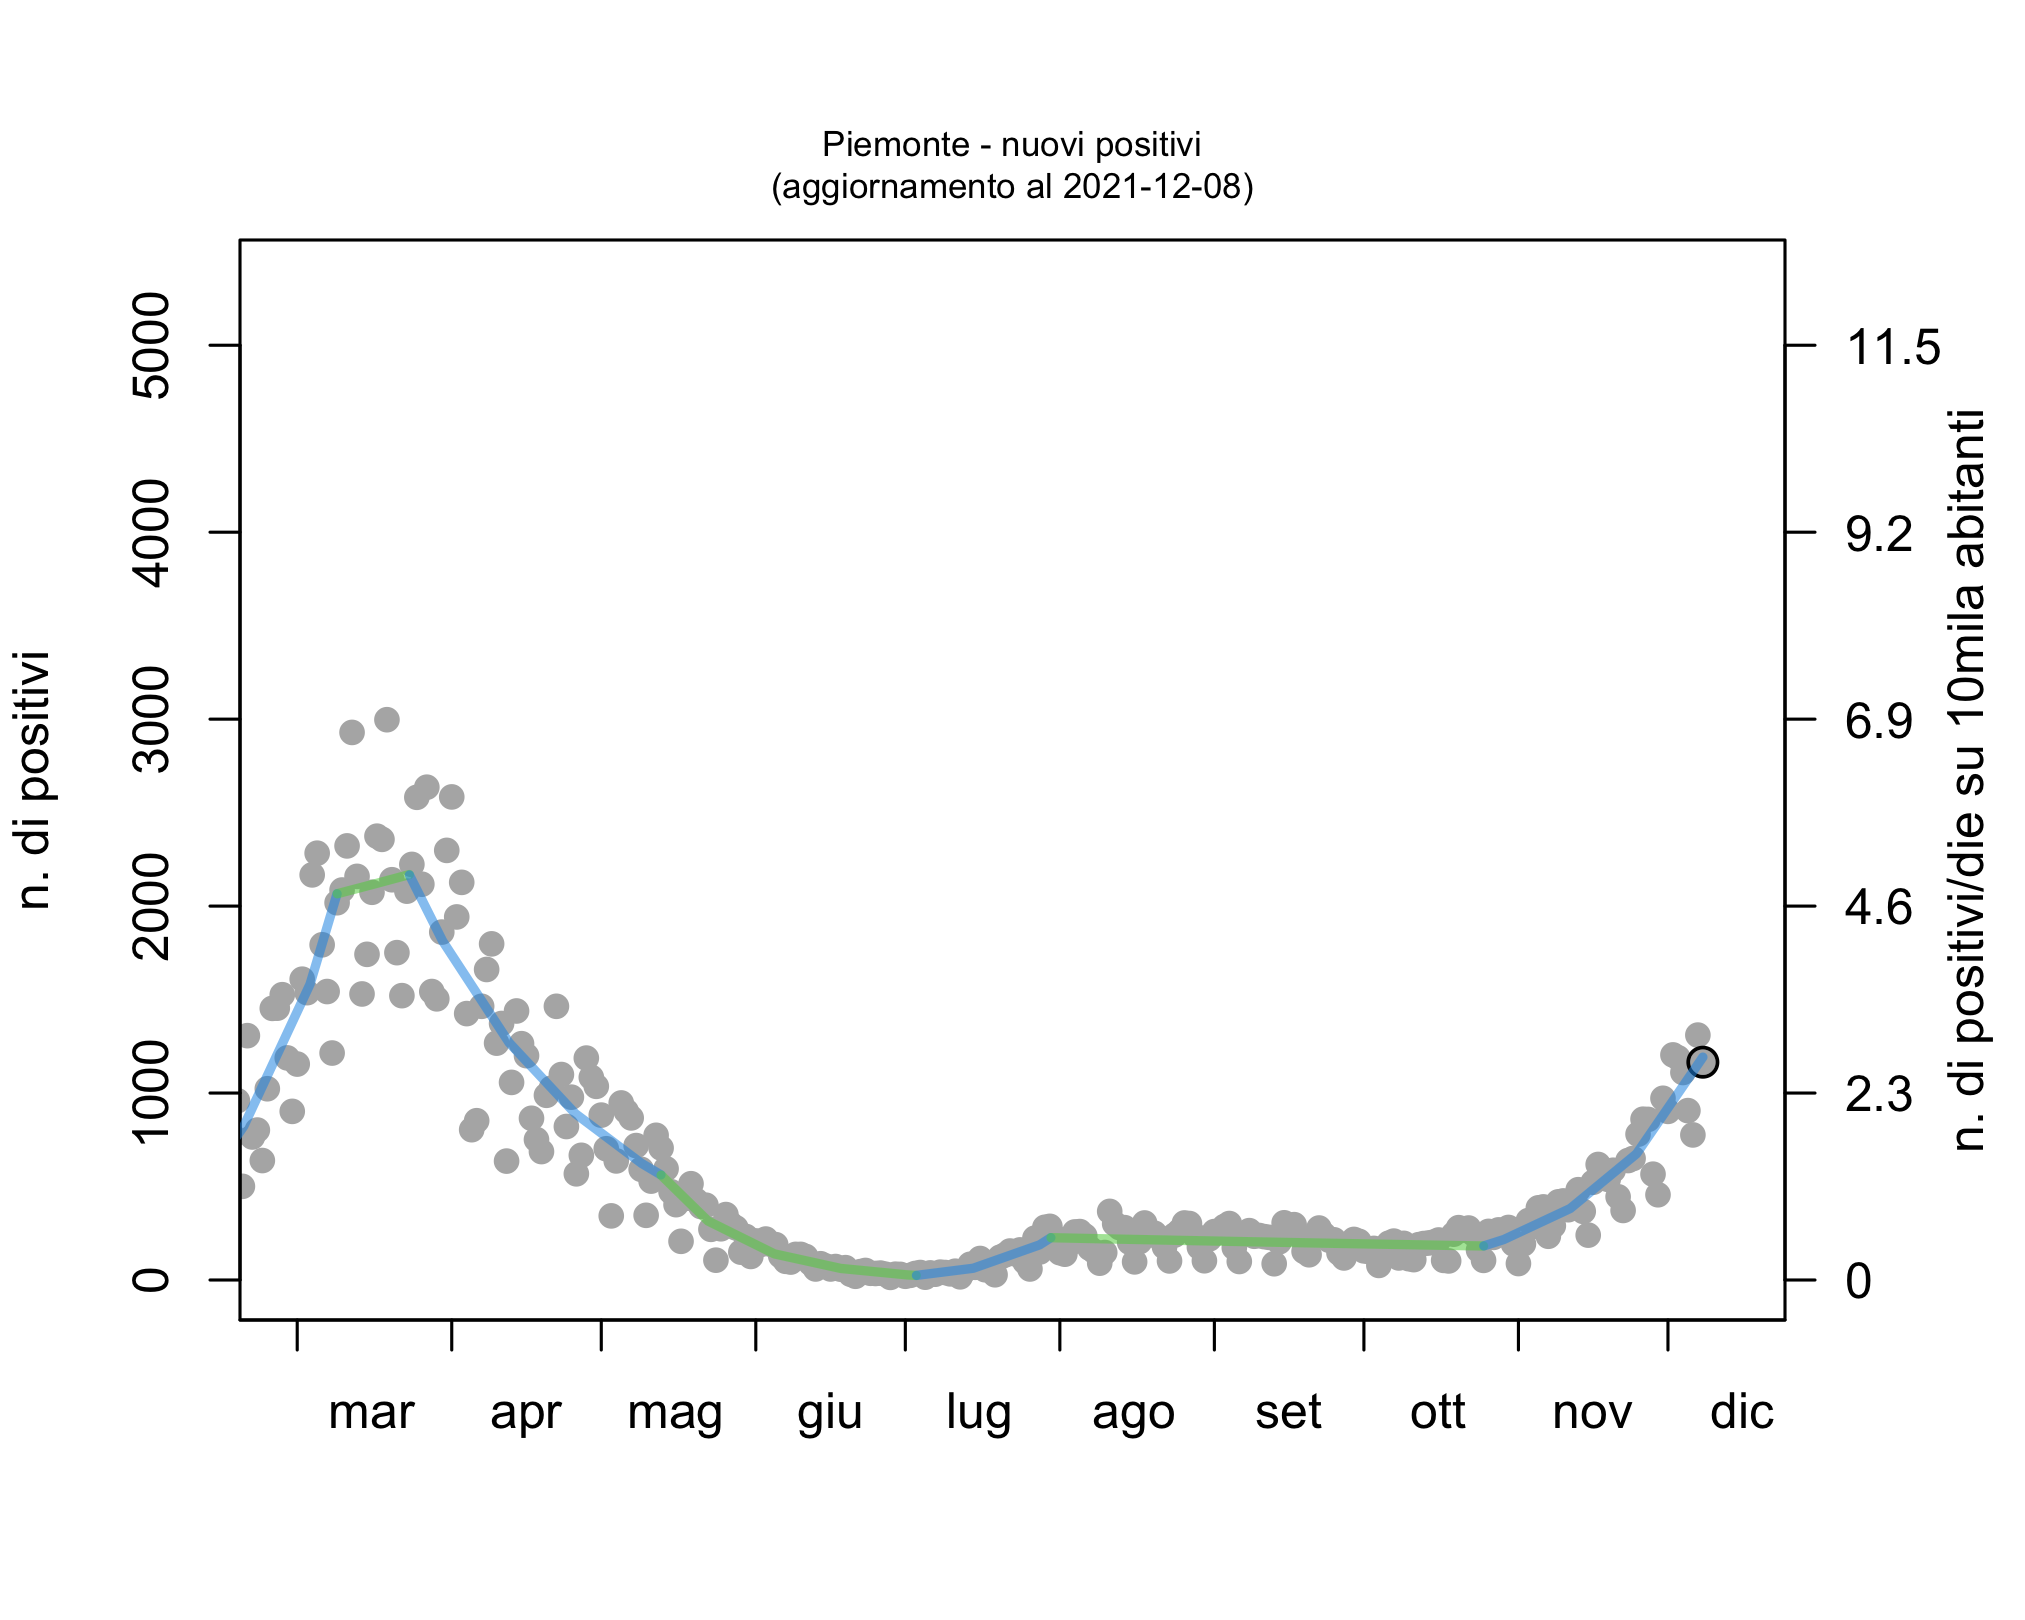 Piemonte - nuovi positivi
(aggiornamento al 2021-12-08)
n. di positivi
5000
4000
3000
2000
1000
0
11.5
9.2
6.9
4.6
2.3
0
n. di positivi/die su 10mila abitanti
mar apr mag giu lug ago set ott nov dic